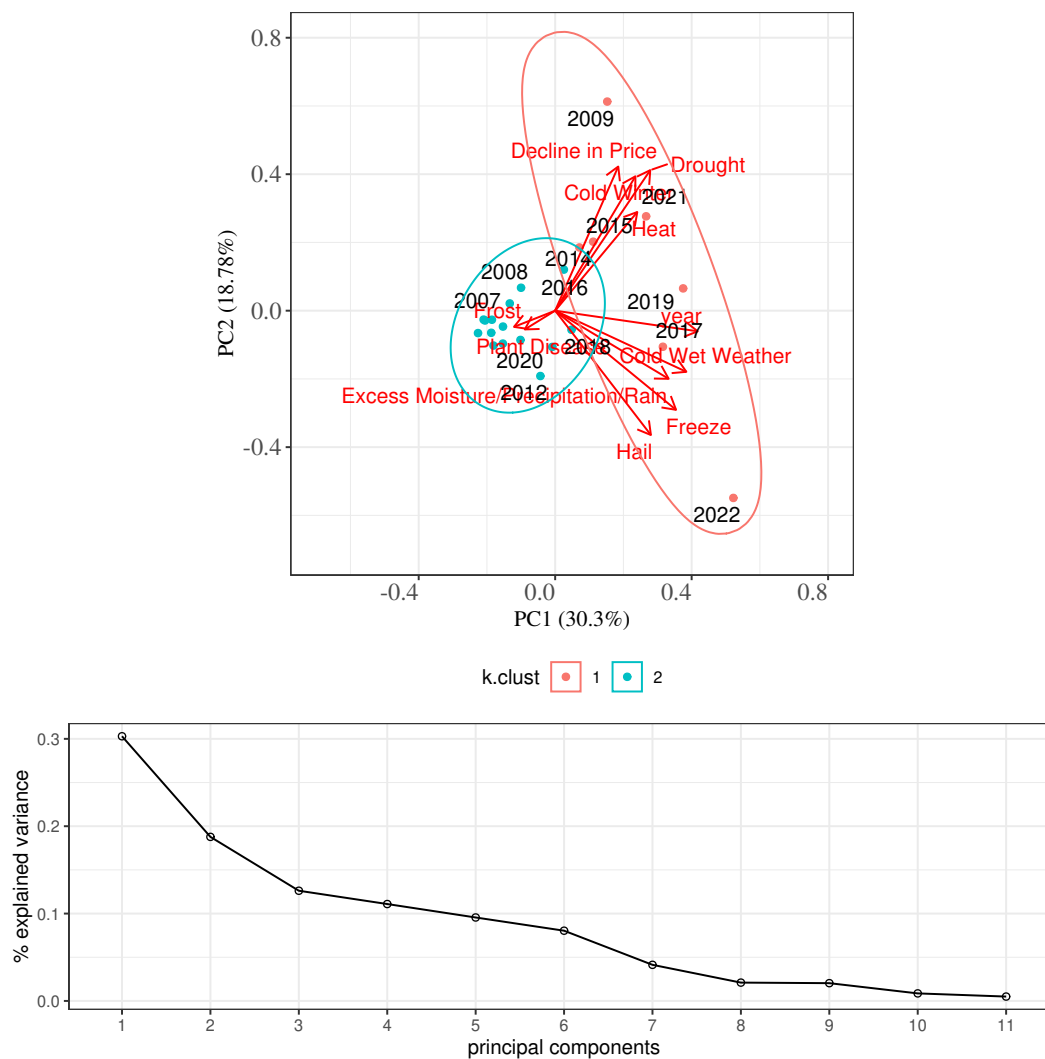 0.8
2009
Decline in Price
Drought
0.4
Cold Winter
2021
2015
Heat
PC2 (18.78%)
2014
2008
2016
2007
2019
0.0
Frost
year
2017
Plant Disease
2018
Cold Wet Weather
2020
2012
Excess Moisture/Precipitation/Rain
Freeze
-0.4
Hail
2022
-0.4 0.0 0.4 0.8
PC1 (30.3%)
k.clust 1 2
0.3
0.2
% explained variance
0.1
0.0
1 2 3 4 5 6 7 8 9 10 11
principal components